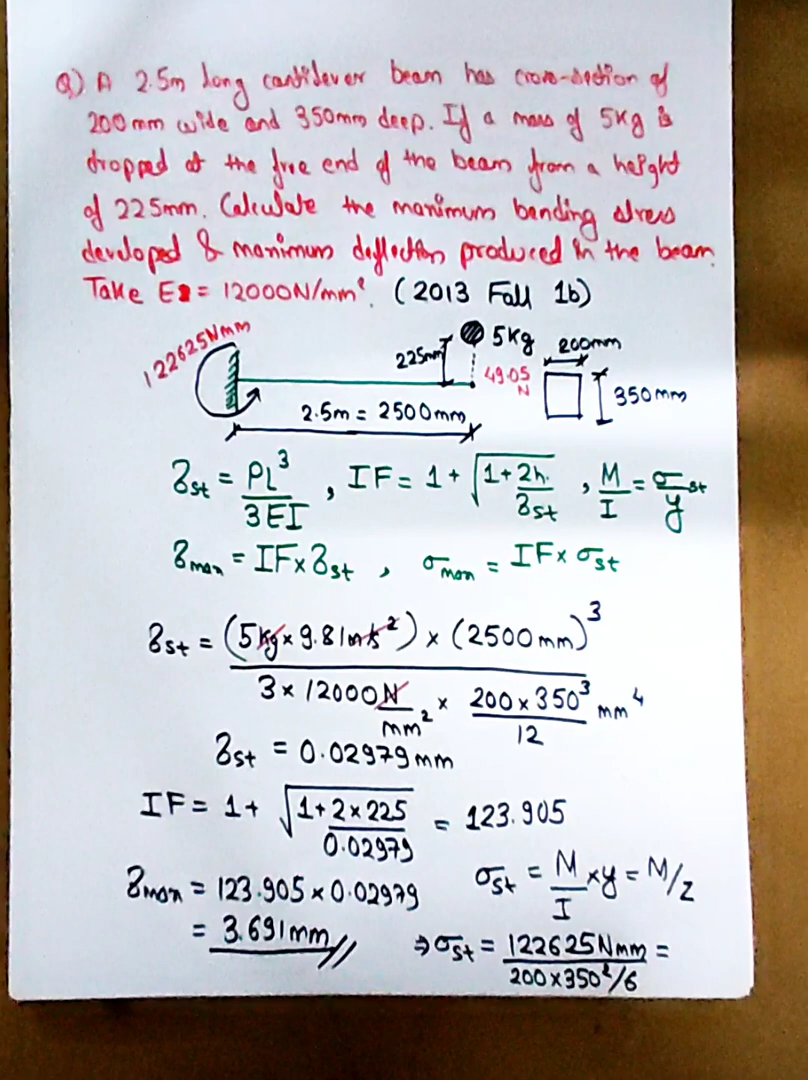 Q) A 2.5m long cantilever beam has cross-section of
200mm wide and 350mm deep. If a mass of 5Kg is
dropped at the free end of the beam from a height
of 225mm. Calculate the maximum bending stress
developed & maximum deflection produced in the beam.
Take E = 12000N/mm². (2013 Fall 1b)
122625Nmm
225mm
5Kg
200mm
49.05
N
350mm
2.5m = 2500mm
δst = PL³/3EI , IF = 1 + √(1+2h/δst) , M/I = σst/y
δmax = IF x δst , σmax = IF x σst
δst = (5kg x 9.81m/s²) x (2500mm)³ / 3 x 12000N/mm² x 200 x 350³/12 mm⁴
δst = 0.02979mm
IF = 1 + √(1+2 x 225/0.02979) = 123.905
δmax = 123.905 x 0.02979
= 3.691mm //
σst = M/I x y = M/Z
⇒ σst = 122625Nmm / 200 x 350²/6 =